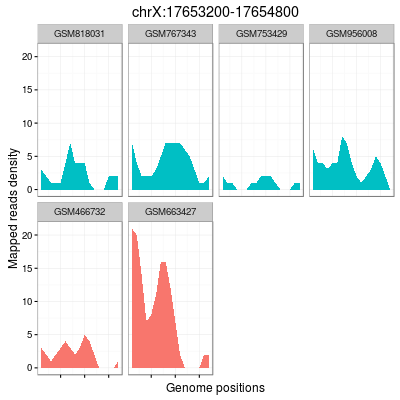 chrX:17653200-17654800
GSM818031 GSM767343 GSM753429 GSM956008
20
15
10
5
0
GSM466732 GSM663427
20
15
10
5
0
Mapped reads density
Genome positions